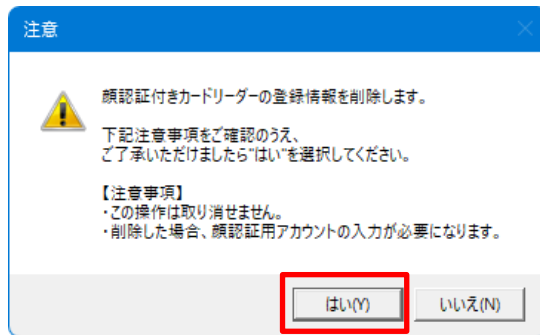 注意
顔認証付きカードリーダーの登録情報を削除します。
下記注意事項をご確認のうえ、
ご了承いただけましたら"はい"を選択してください。
【注意事項】
・この操作は取り消せません。
・削除した場合、顔認証用アカウントの入力が必要になります。
はい(Y)
いいえ(N)